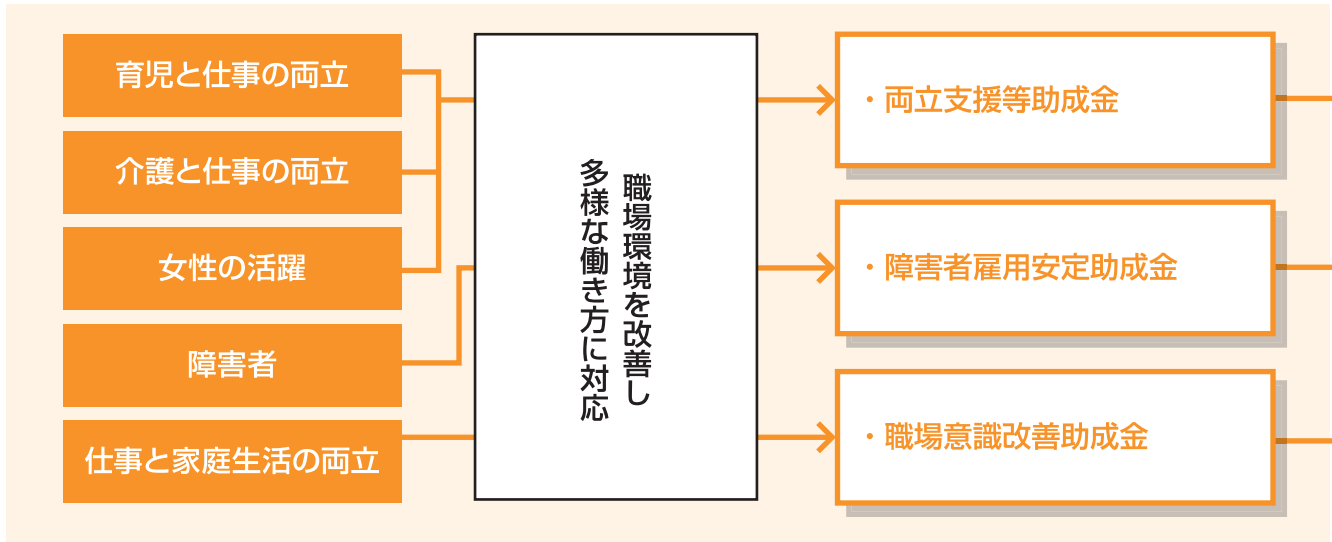 育児と仕事の両立
介護と仕事の両立
女性の活躍
障害者
仕事と家庭生活の両立
職場環境を改善し
多様な働き方に対応
・両立支援等助成金
・障害者雇用安定助成金
・職場意識改善助成金